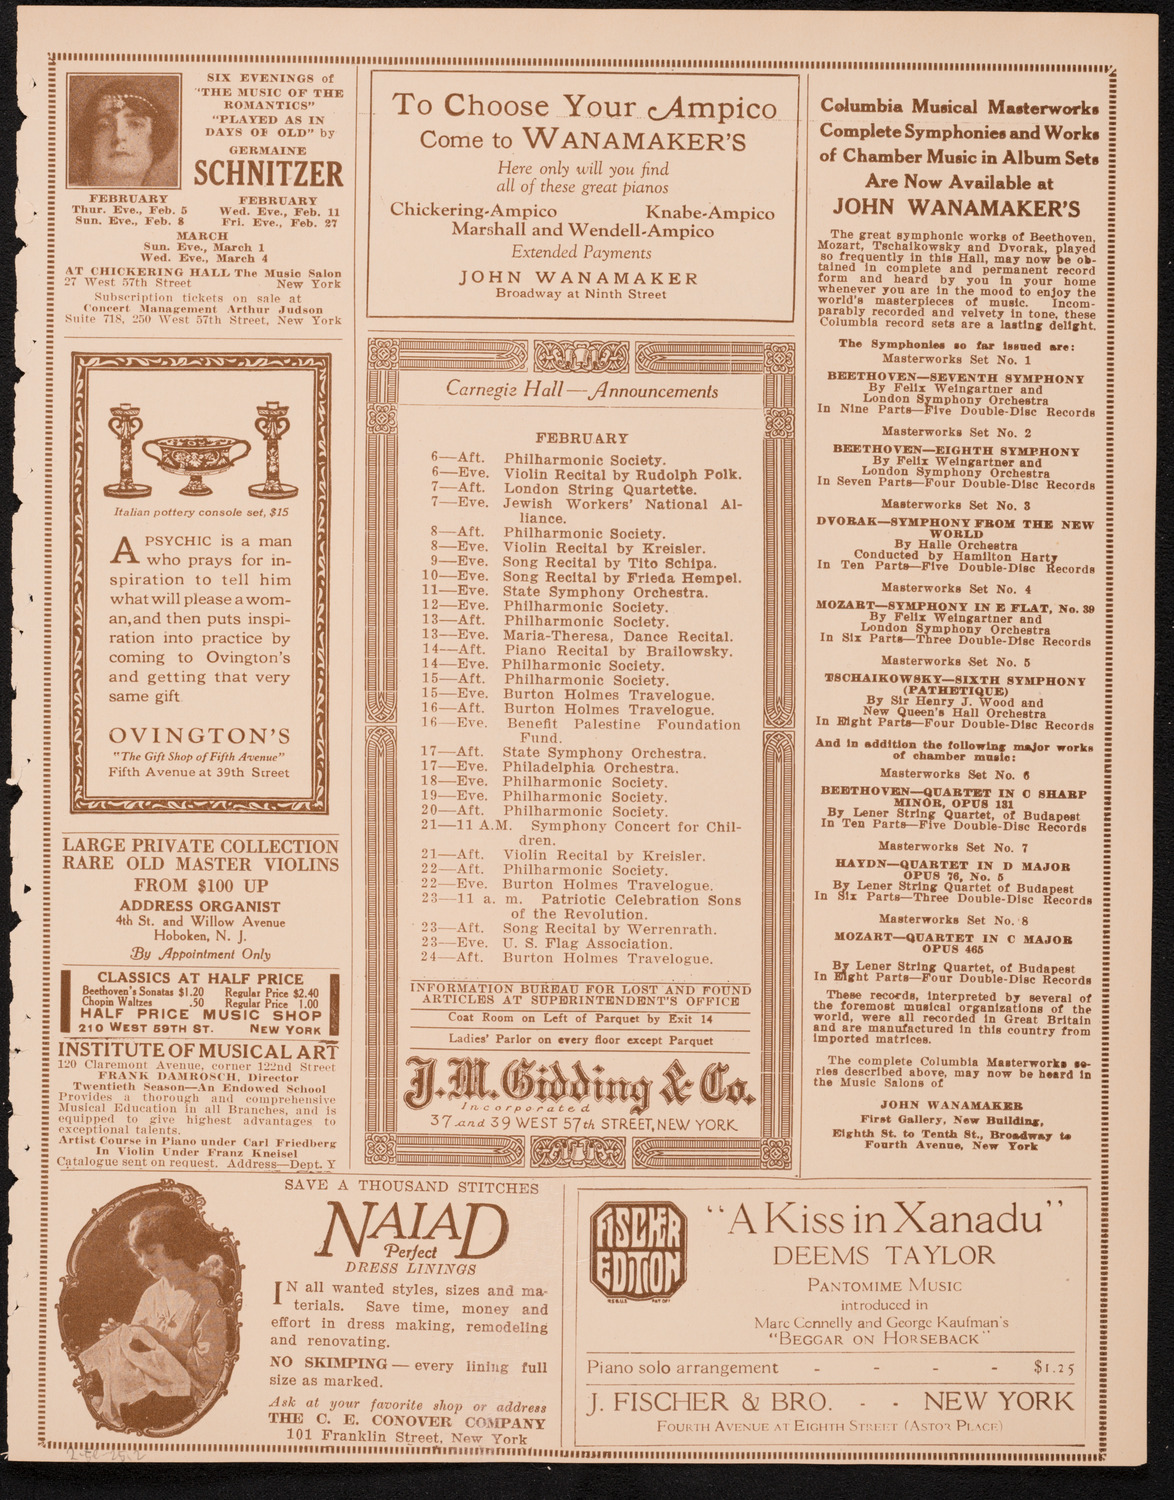 SIX EVENINGS of
"THE MUSIC OF THE
ROMANTICS"
"PLAYED AS IN
DAYS OF OLD" by
GERMAINE
SCHNITZER
FEBRUARY
Thur. Eve., Feb. 5
Sun. Eve., Feb. 8
FEBRUARY
Wed. Eve., Feb. 11
Fri. Eve., Feb. 27
MARCH
Sun. Eve., March 1
Wed. Eve., March 4
AT CHICKERING HALL The Music Salon
27 West 57th Street New York
Subscription tickets on sale at
Concert Management Arthur Judson
Suite 718, 250 West 57th Street, New York
Italian pottery console set, $15
A PSYCHIC is a man
who prays for in-
spiration to tell him
what will please a wom-
an, and then puts inspi-
ration into practice by
coming to Ovington's
and getting that very
same gift.
OVINGTON'S
"The Gift Shop of Fifth Avenue"
Fifth Avenue at 39th Street
LARGE PRIVATE COLLECTION
RARE OLD MASTER VIOLINS
FROM $100 UP
ADDRESS ORGANIST
4th St. and Willow Avenue
Hoboken, N. J.
By Appointment Only
CLASSICS AT HALF PRICE
Beethoven's Sonatas $1.20 Regular Price $2.40
Chopin Waltzes .50 Regular Price 1.00
HALF PRICE MUSIC SHOP
210 WEST 59TH ST. NEW YORK
INSTITUTE OF MUSICAL ART
120 Claremont Avenue, corner 122nd Street
FRANK DAMROSCH, Director
Twentieth Season—An Endowed School
Provides a thorough and comprehensive
Musical Education in all Branches, and is
equipped to give highest advantages to
exceptional talents.
Artist Course in Piano under Carl Friedberg
In Violin Under Franz Kneisel
Catalogue sent on request. Address—Dept. Y
To Choose Your Ampico
Come to WANAMAKER'S
Here only will you find
all of these great pianos
Chickering-Ampico Knabe-Ampico
Marshall and Wendell-Ampico
Extended Payments
JOHN WANAMAKER
Broadway at Ninth Street
Carnegie Hall—Announcements
FEBRUARY
6—Aft. Philharmonic Society.
6—Eve. Violin Recital by Rudolph Polk.
7—Aft. London String Quartette.
7—Eve. Jewish Workers' National Al-
liance.
8—Aft. Philharmonic Society.
8—Eve. Violin Recital by Kreisler.
9—Eve. Song Recital by Tito Schipa.
10—Eve. Song Recital by Frieda Hempel.
11—Eve. State Symphony Orchestra.
12—Eve. Philharmonic Society.
13—Aft. Philharmonic Society.
13—Eve. Maria-Theresa, Dance Recital.
14—Aft. Piano Recital by Brailowsky.
14—Eve. Philharmonic Society.
15—Aft. Philharmonic Society.
15—Eve. Burton Holmes Travelogue.
16—Aft. Burton Holmes Travelogue.
16—Eve. Benefit Palestine Foundation
Fund.
17—Aft. State Symphony Orchestra.
17—Eve. Philadelphia Orchestra.
18—Eve. Philharmonic Society.
19—Eve. Philharmonic Society.
20—Aft. Philharmonic Society.
21—11 A.M. Symphony Concert for Chil-
dren.
21—Aft. Violin Recital by Kreisler.
22—Aft. Philharmonic Society.
22—Eve. Burton Holmes Travelogue.
23—11 a. m. Patriotic Celebration Sons
of the Revolution.
23—Aft. Song Recital by Werrenrath.
23—Eve. U. S. Flag Association.
24—Aft. Burton Holmes Travelogue.
INFORMATION BUREAU FOR LOST AND FOUND
ARTICLES AT SUPERINTENDENT'S OFFICE
Coat Room on Left of Parquet by Exit 14
Ladies' Parlor on every floor except Parquet
J. M. Gidding & Co.
Incorporated
37 and 39 WEST 57th STREET, NEW YORK
Columbia Musical Masterworks
Complete Symphonies and Works
of Chamber Music in Album Sets
Are Now Available at
JOHN WANAMAKER'S
The great symphonic works of Beethoven,
Mozart, Tschaikowsky and Dvorak, played
so frequently in this Hall, may now be ob-
tained in complete and permanent record
form and heard by you in your home
whenever you are in the mood to enjoy the
world's masterpieces of music. Incom-
parably recorded and velvety in tone, these
Columbia record sets are a lasting delight.
The Symphonies so far issued are:
Masterworks Set No. 1
BEETHOVEN—SEVENTH SYMPHONY
By Felix Weingartner and
London Symphony Orchestra
In Nine Parts—Five Double-Disc Records
Masterworks Set No. 2
BEETHOVEN—EIGHTH SYMPHONY
By Felix Weingartner and
London Symphony Orchestra
In Seven Parts—Four Double-Disc Records
Masterworks Set No. 3
DVORAK—SYMPHONY FROM THE NEW
WORLD
By Halle Orchestra
Conducted by Hamilton Harty
In Ten Parts—Five Double-Disc Records
Masterworks Set No. 4
MOZART—SYMPHONY IN E FLAT, No. 39
By Felix Weingartner and
London Symphony Orchestra
In Six Parts—Three Double-Disc Records
Masterworks Set No. 5
TSCHAIKOWSKY—SIXTH SYMPHONY
(PATHETIQUE)
By Sir Henry J. Wood and
New Queen's Hall Orchestra
In Eight Parts—Four Double-Disc Records
And in addition the following major works
of chamber music:
Masterworks Set No. 6
BEETHOVEN—QUARTET IN C SHARP
MINOR, OPUS 131
By Lener String Quartet, of Budapest
In Ten Parts—Five Double-Disc Records
Masterworks Set No. 7
HAYDN—QUARTET IN D MAJOR
OPUS 76, No. 5
By Lener String Quartet of Budapest
In Six Parts—Three Double-Disc Records
Masterworks Set No. 8
MOZART—QUARTET IN C MAJOR
OPUS 465
By Lener String Quartet, of Budapest
In Eight Parts—Four Double-Disc Records
These records, interpreted by several of
the foremost musical organizations of the
world, were all recorded in Great Britain
and are manufactured in this country from
imported matrices.
The complete Columbia Masterworks se-
ries described above, may now be heard in
the Music Salons of
JOHN WANAMAKER
First Gallery, New Building,
Eighth St. to Tenth St., Broadway to
Fourth Avenue, New York
SAVE A THOUSAND STITCHES
NAIAD
Perfect
DRESS LININGS
IN all wanted styles, sizes and ma-
terials. Save time, money and
effort in dress making, remodeling
and renovating.
NO SKIMPING—every lining full
size as marked.
Ask at your favorite shop or address
THE C. E. CONOVER COMPANY
101 Franklin Street, New York
FISCHER
EDITION
"A Kiss in Xanadu"
DEEMS TAYLOR
PANTOMIME MUSIC
introduced in
Marc Connelly and George Kaufman's
"BEGGAR ON HORSEBACK"
Piano solo arrangement - - - - $1.25
J. FISCHER & BRO. - - NEW YORK
FOURTH AVENUE AT EIGHTH STREET (ASTOR PLACE)